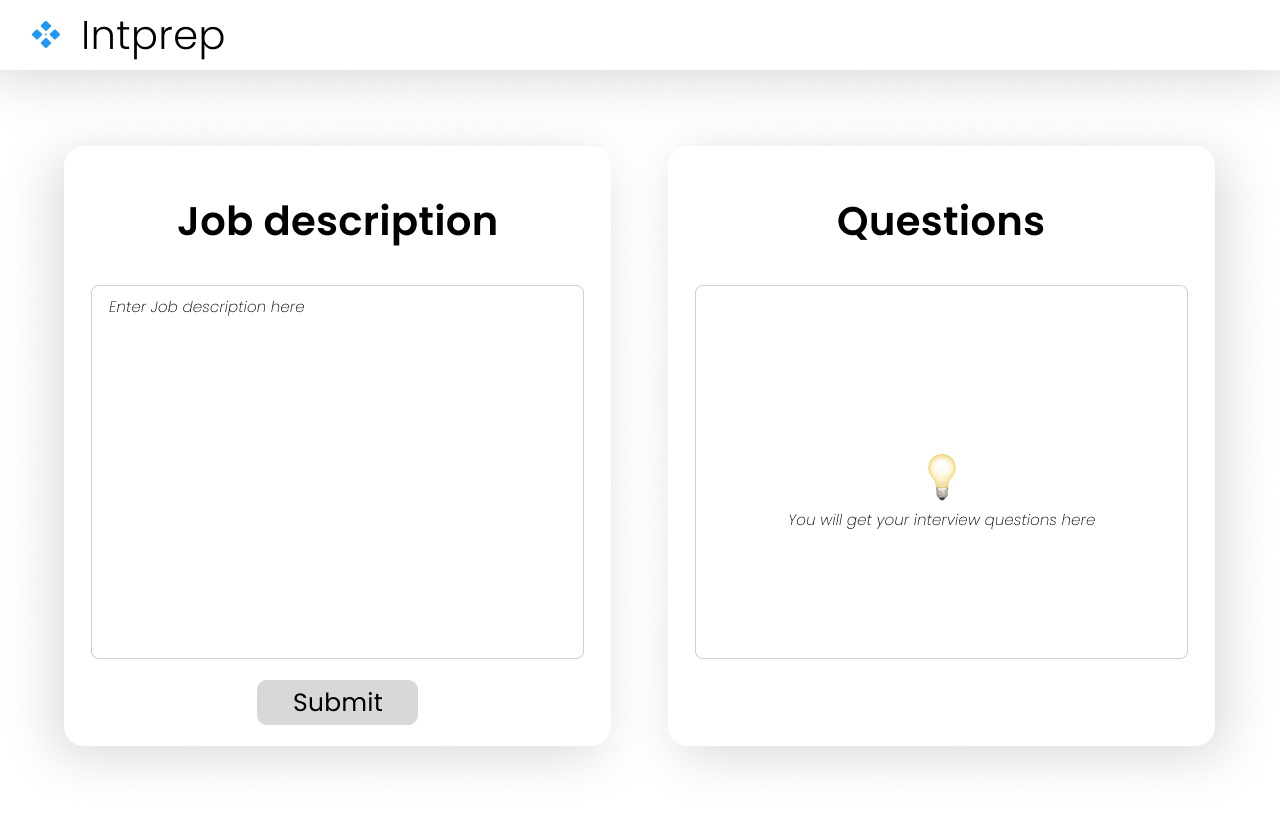 Intprep
Job description
Enter Job description here
Submit
Questions
You will get your interview questions here